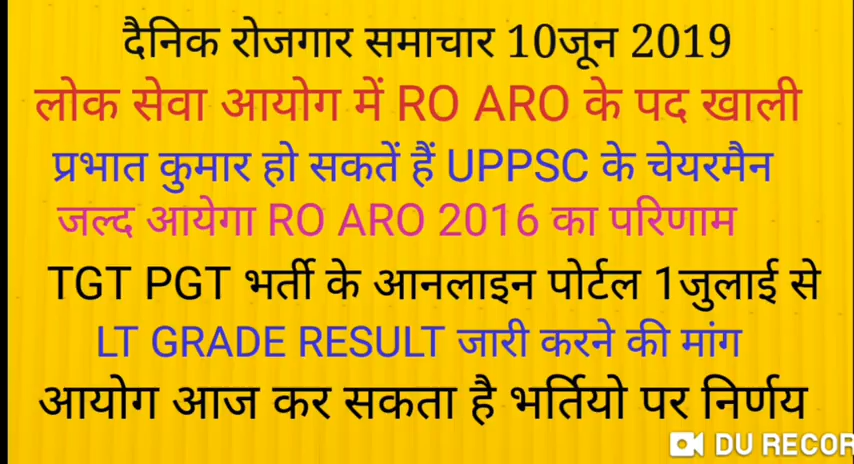 दैनिक रोजगार समाचार 10जून 2019
लोक सेवा आयोग में RO ARO के पद खाली
प्रभात कुमार हो सकतें हैं UPPSC के चेयरमैन
जल्द आयेगा RO ARO 2016 का परिणाम
TGT PGT भर्ती के आनलाइन पोर्टल 1जुलाई से
LT GRADE RESULT जारी करने की मांग
आयोग आज कर सकता है भर्तियो पर निर्णय
DU RECOR